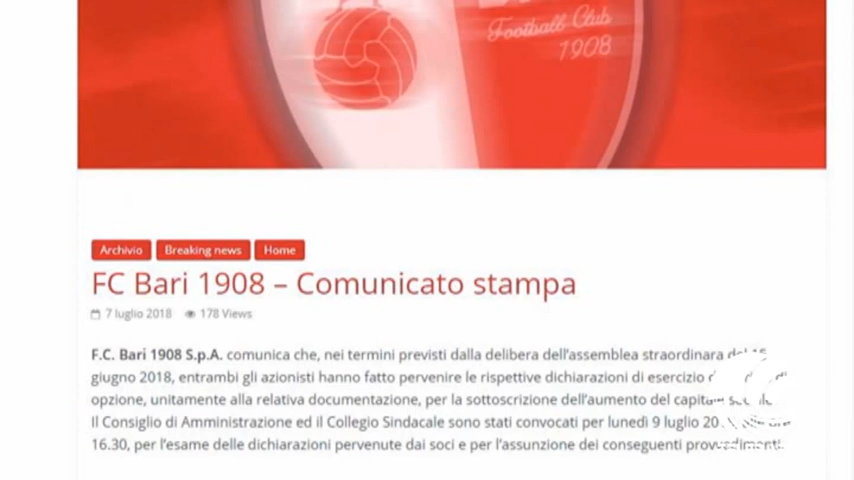 Football Club
1908
Archivio Breaking news Home
FC Bari 1908 – Comunicato stampa
7 luglio 2018 178 Views
F.C. Bari 1908 S.p.A. comunica che, nei termini previsti dalla delibera dell'assemblea straordinara
giugno 2018, entrambi gli azionisti hanno fatto pervenire le rispettive dichiarazioni di esercizio
opzione, unitamente alla relativa documentazione, per la sottoscrizione dell'aumento del capitale
Il Consiglio di Amministrazione ed il Collegio Sindacale sono stati convocati per lunedì 9 luglio
16.30, per l'esame delle dichiarazioni pervenute dai soci e per l'assunzione dei conseguenti provvedimenti.